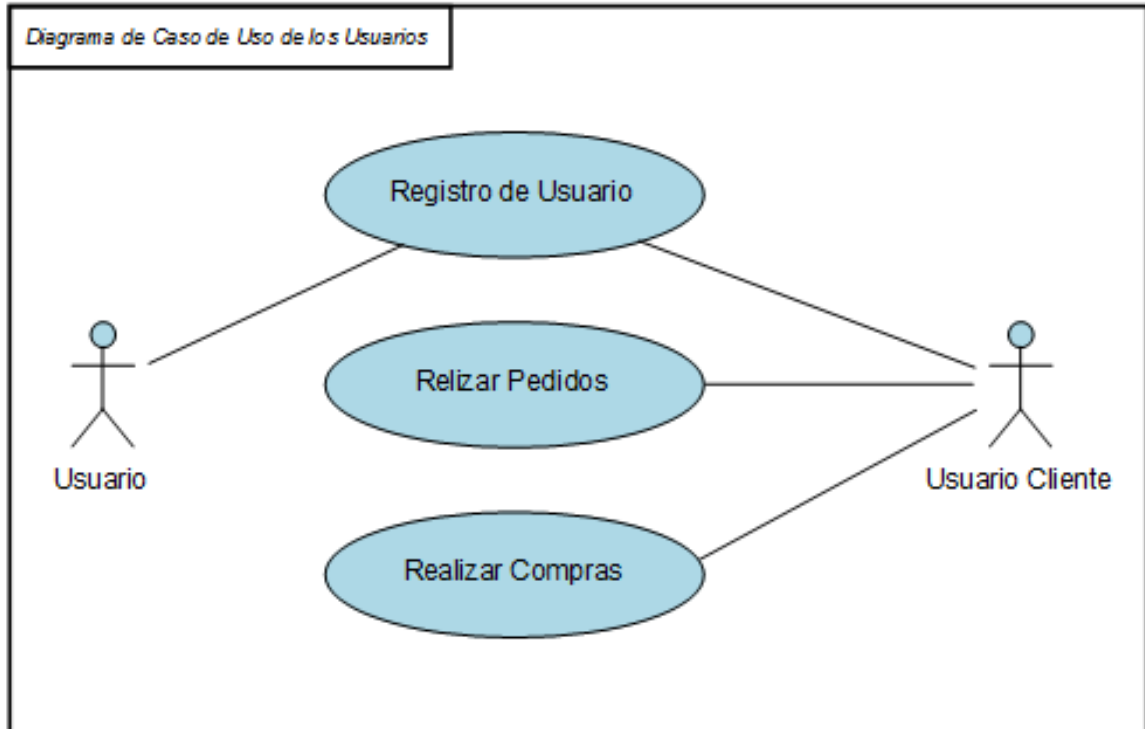 Diagrama de Caso de Uso de los Usuarios
Registro de Usuario
Relizar Pedidos
Usuario
Usuario Cliente
Realizar Compras